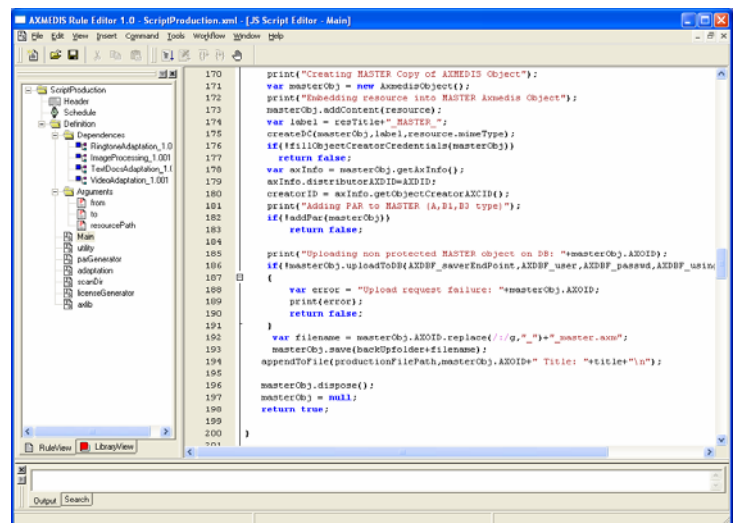 AXMEDIS Rule Editor 1.0 - ScriptProduction.xml - [JS Script Editor - Main]
File Edit View Insert Command Tools Workflow Window Help
ScriptProduction
Header
Schedule
Definition
Dependences
RingtoneAdaptation_1.0
ImageProcessing_1.001
TextDocsAdaptation_1.(
VideoAdaptation_1.001
Arguments
from
to
resourcePath
Main
utility
parGenerator
adaptation
scanDir
licenseGenerator
axlib
RuleView LibraryView
170 print("Creating MASTER Copy of AXMEDIS Object");
171 var masterObj = new AxmedisObject();
172 print("Embedding resource into MASTER Axmedis Object");
173 masterObj.addContent(resource);
174 var label = resTitle+"_MASTER_";
175 createDC(masterObj,label,resource.mimeType);
176 if(!fillObjectCreatorCredentials(masterObj))
177 return false;
178 var axInfo = masterObj.getAxInfo();
179 axInfo.distributorAXDID=AXDID;
180 creatorID = axInfo.getObjectCreatorAXCID();
181 print("Adding PAR to MASTER (A,B1,B3 type)");
182 if(!addPar(masterObj))
183 return false;
184
185 print("Uploading non protected MASTER object on DB: "+masterObj.AXOID);
186 if(!masterObj.uploadToDB(AXDBF_saverEndPoint,AXDBF_user,AXDBF_passwd,AXDBF_using
187 {
188 var error = "Upload request failure: "+masterObj.AXOID;
189 print(error);
190 return false;
191 }
192 var filename = masterObj.AXOID.replace(/:/g,"_")+"_master.axm";
193 masterObj.save(backUpfolder+filename);
194 appendToFile(productionFilePath,masterObj.AXOID+" Title: "+title+"\n");
195
196 masterObj.dispose();
197 masterObj = null;
198 return true;
199
200 }
201
Output Search